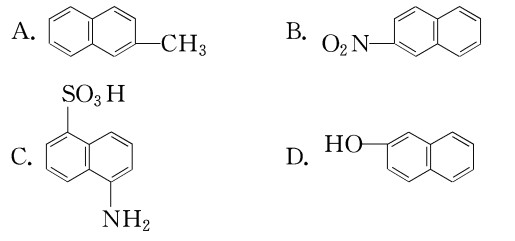 A. CH₃
B. O₂N
C. SO₃H
NH₂
D. HO